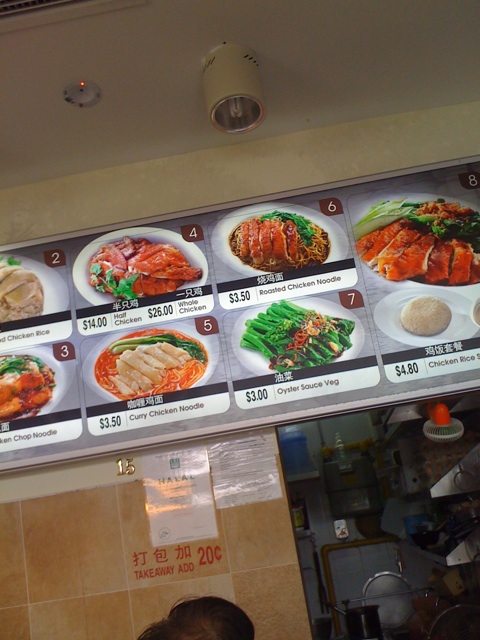 2
d Chicken Rice
4
半只鸡 一只鸡
$14.00 Half Chicken $26.00 Whole Chicken
6
烧鸡面
$3.50 Roasted Chicken Noodle
8
鸡饭套餐
$4.80 Chicken Rice S
3
面
ken Chop Noodle
5
咖喱鸡面
$3.50 Curry Chicken Noodle
7
油菜
$3.00 Oyster Sauce Veg
15
HALAL
打包加 20¢
TAKEAWAY ADD